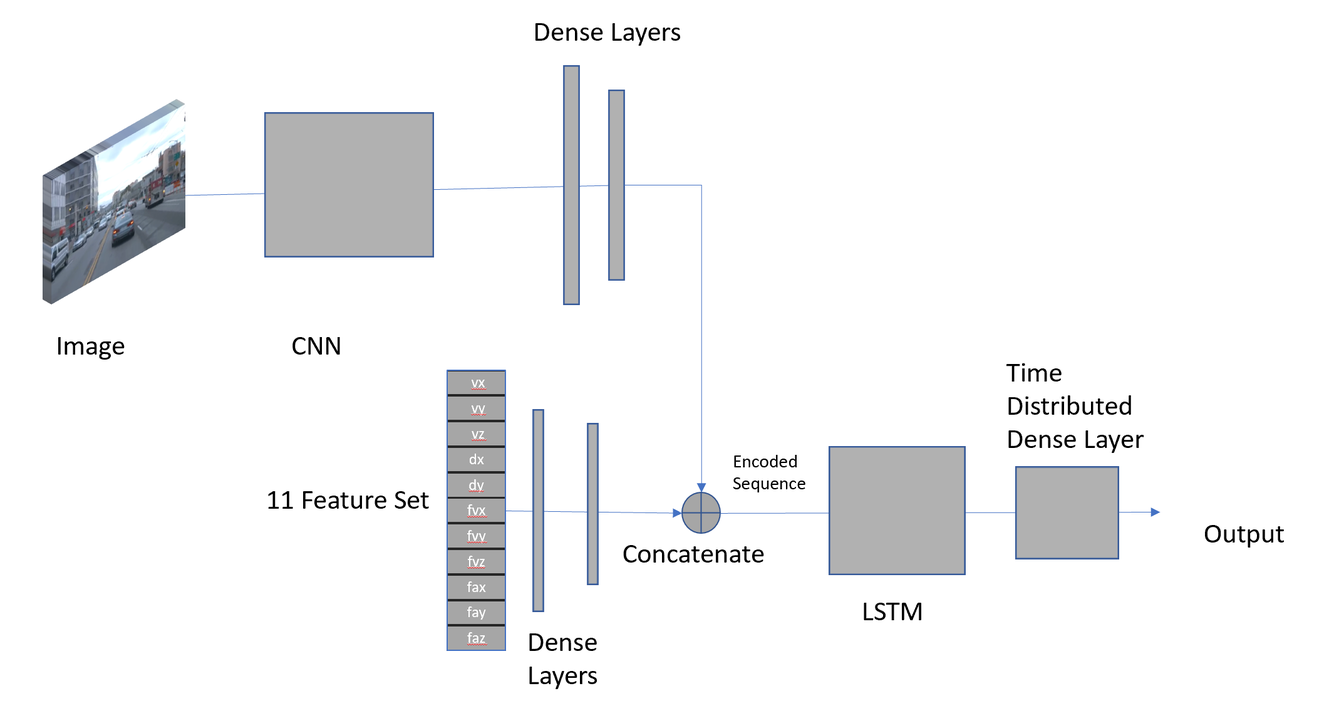 Dense Layers
Image
CNN
vx
vy
vz
dx
dy
fvx
fvy
fvz
fax
fay
faz
11 Feature Set
Dense
Layers
Concatenate
Encoded
Sequence
LSTM
Time
Distributed
Dense Layer
Output